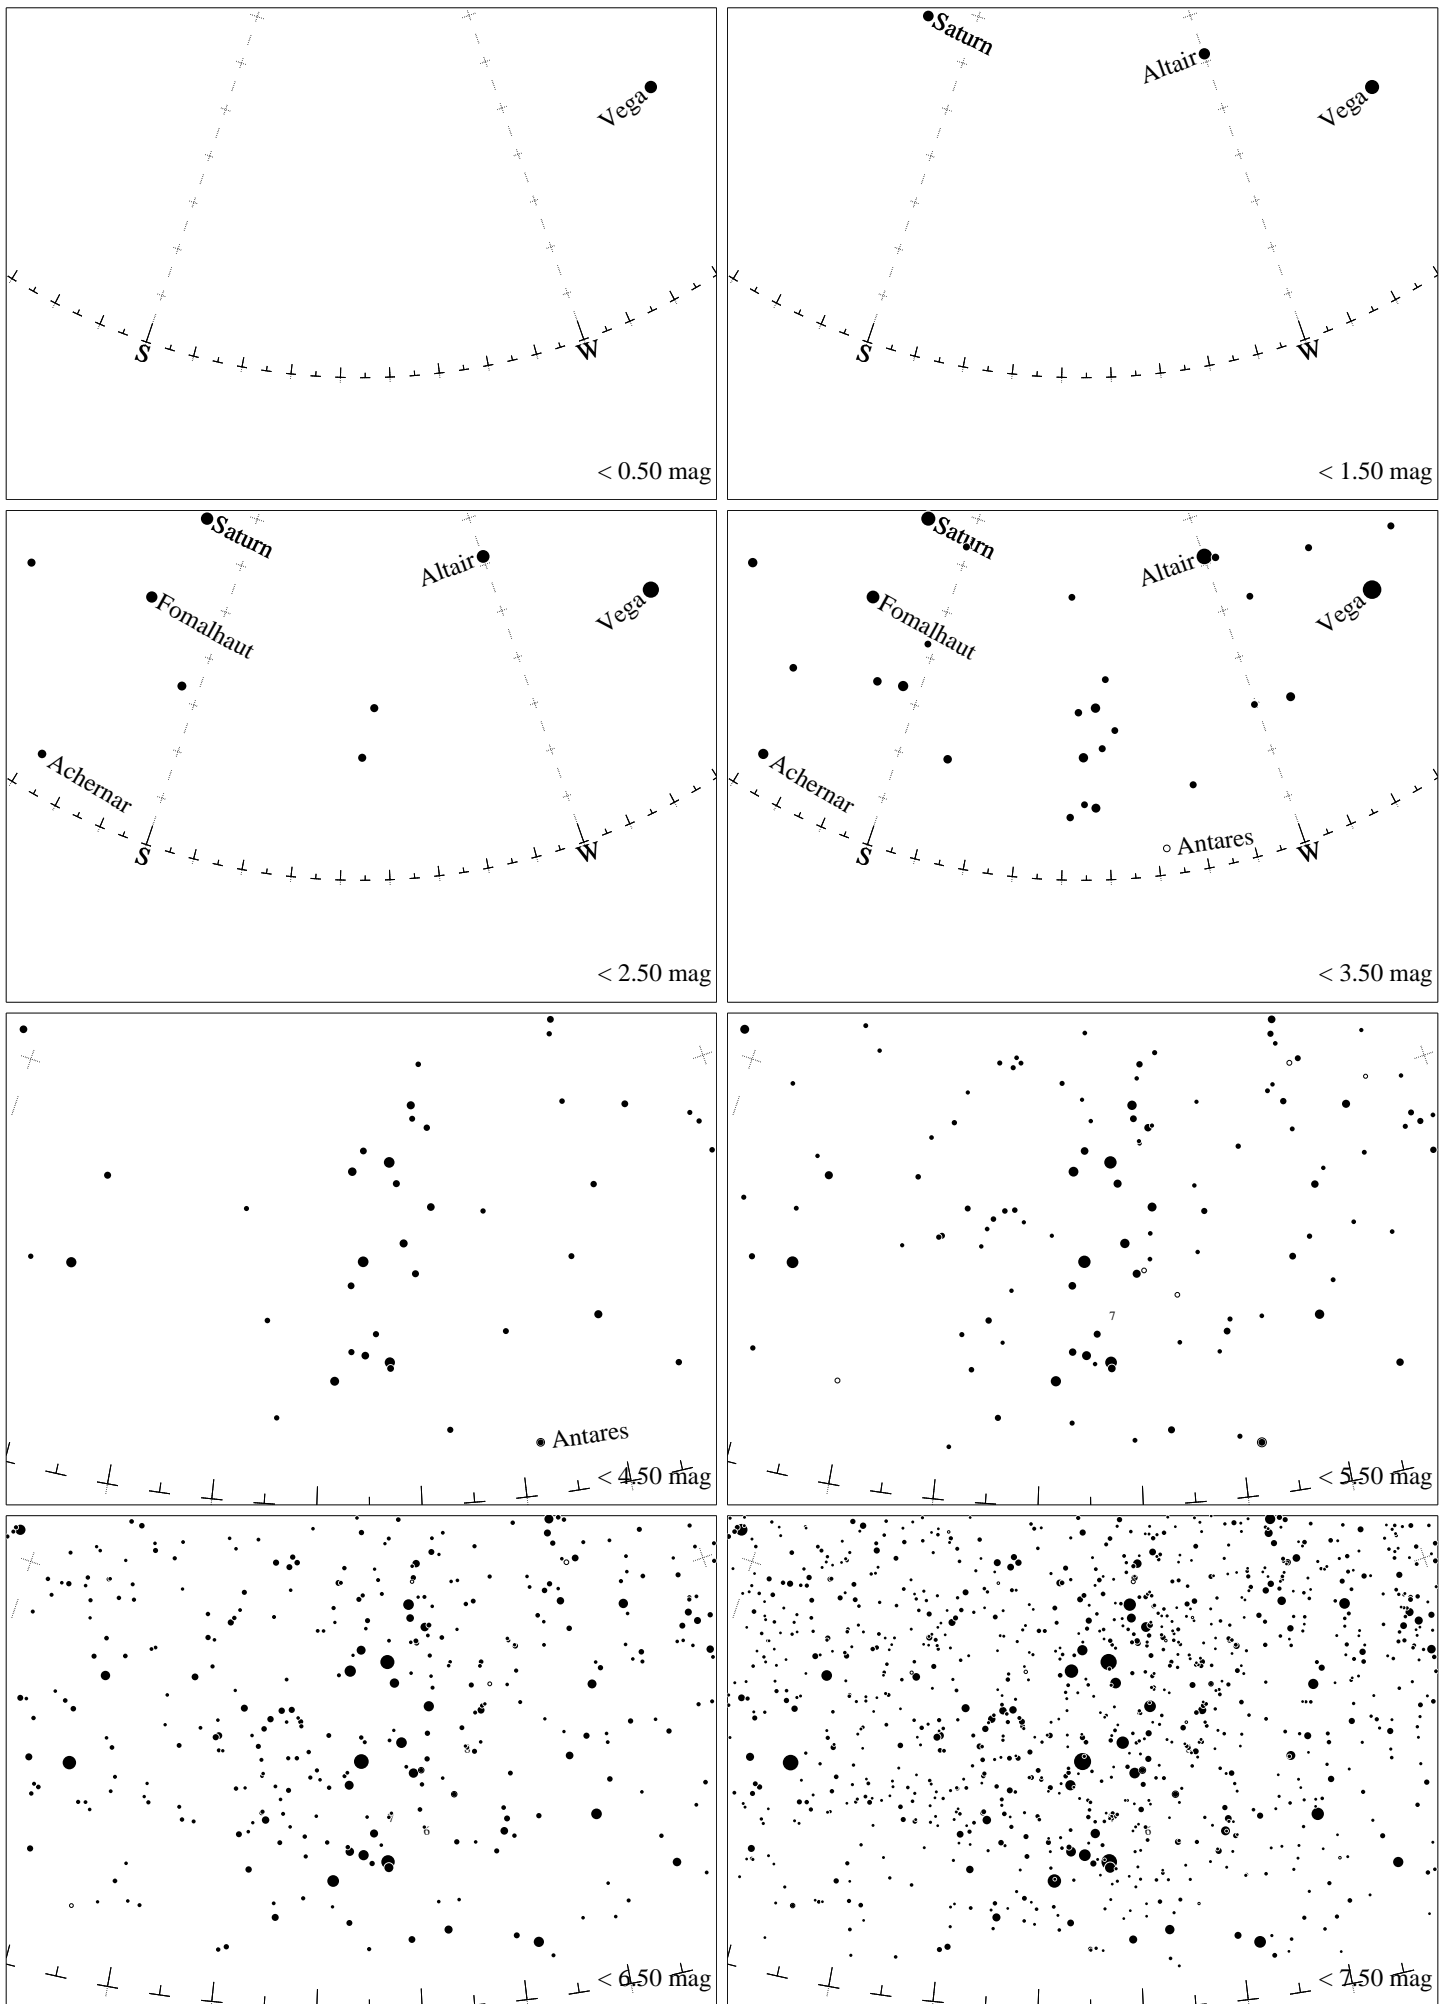 Vega
S
W
< 0.50 mag
Saturn
Altair
Vega
S
W
< 1.50 mag
Saturn
Altair
Vega
Fomalhaut
Achernar
S
W
< 2.50 mag
Saturn
Altair
Vega
Fomalhaut
Achernar
Antares
S
W
< 3.50 mag
Antares
< 4.50 mag
7
< 5.50 mag
7
6
< 6.50 mag
< 7.50 mag